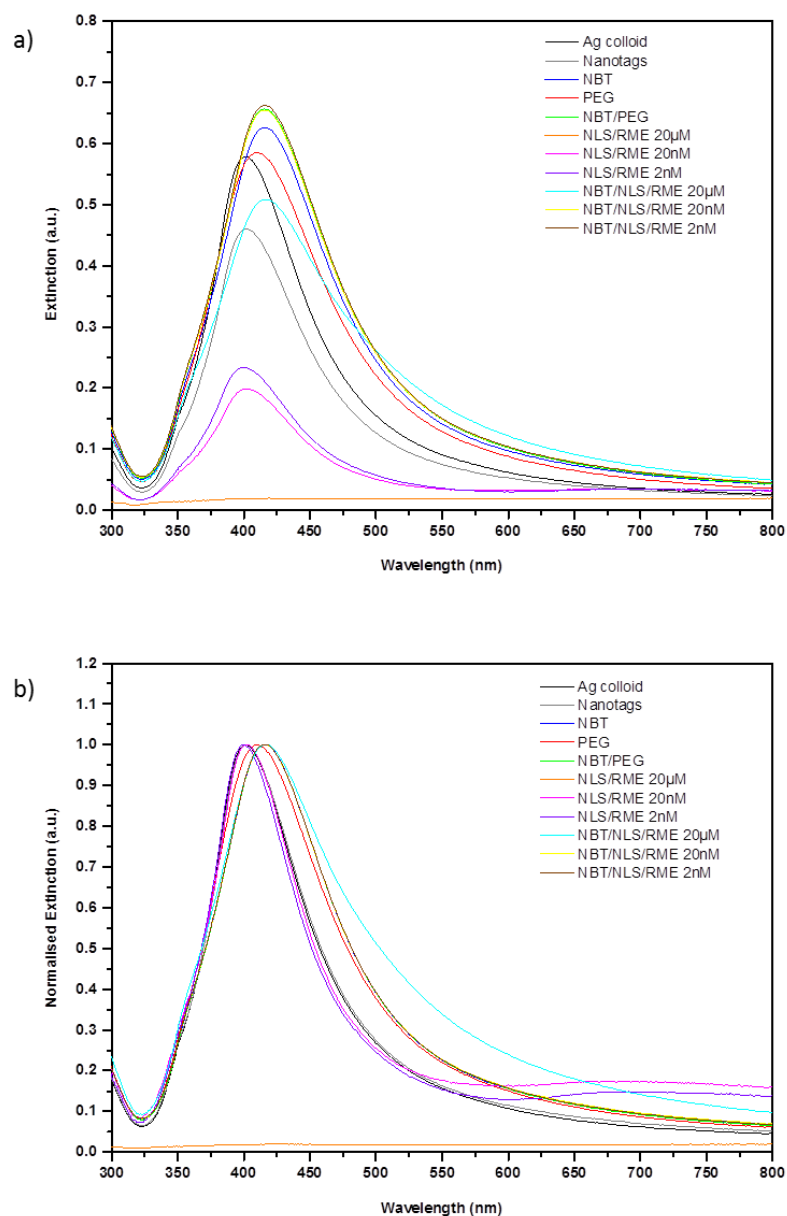 a)
0.8
0.7
0.6
0.5
0.4
0.3
0.2
0.1
0.0
Extinction (a.u.)
Ag colloid
Nanotags
NBT
PEG
NBT/PEG
NLS/RME 20µM
NLS/RME 20nM
NLS/RME 2nM
NBT/NLS/RME 20µM
NBT/NLS/RME 20nM
NBT/NLS/RME 2nM
300 350 400 450 500 550 600 650 700 750 800
Wavelength (nm)
b)
1.2
1.1
1.0
0.9
0.8
0.7
0.6
0.5
0.4
0.3
0.2
0.1
0.0
Normalised Extinction (a.u.)
Ag colloid
Nanotags
NBT
PEG
NBT/PEG
NLS/RME 20µM
NLS/RME 20nM
NLS/RME 2nM
NBT/NLS/RME 20µM
NBT/NLS/RME 20nM
NBT/NLS/RME 2nM
300 350 400 450 500 550 600 650 700 750 800
Wavelength (nm)